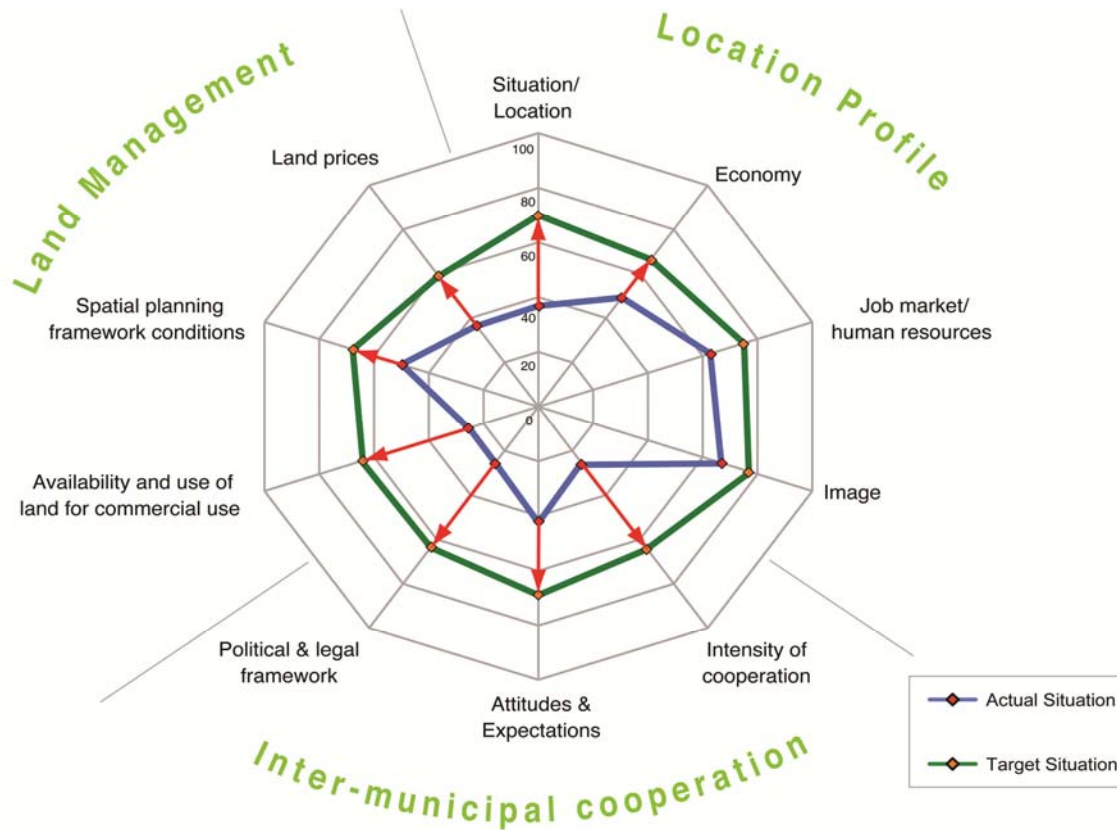 Land Management
Location Profile
Situation/
Location
Land prices
Economy
100
80
60
40
20
0
Spatial planning
framework conditions
Job market/
human resources
Availability and use of
land for commercial use
Image
Political & legal
framework
Intensity of
cooperation
Attitudes &
Expectations
Inter-municipal cooperation
Actual Situation
Target Situation